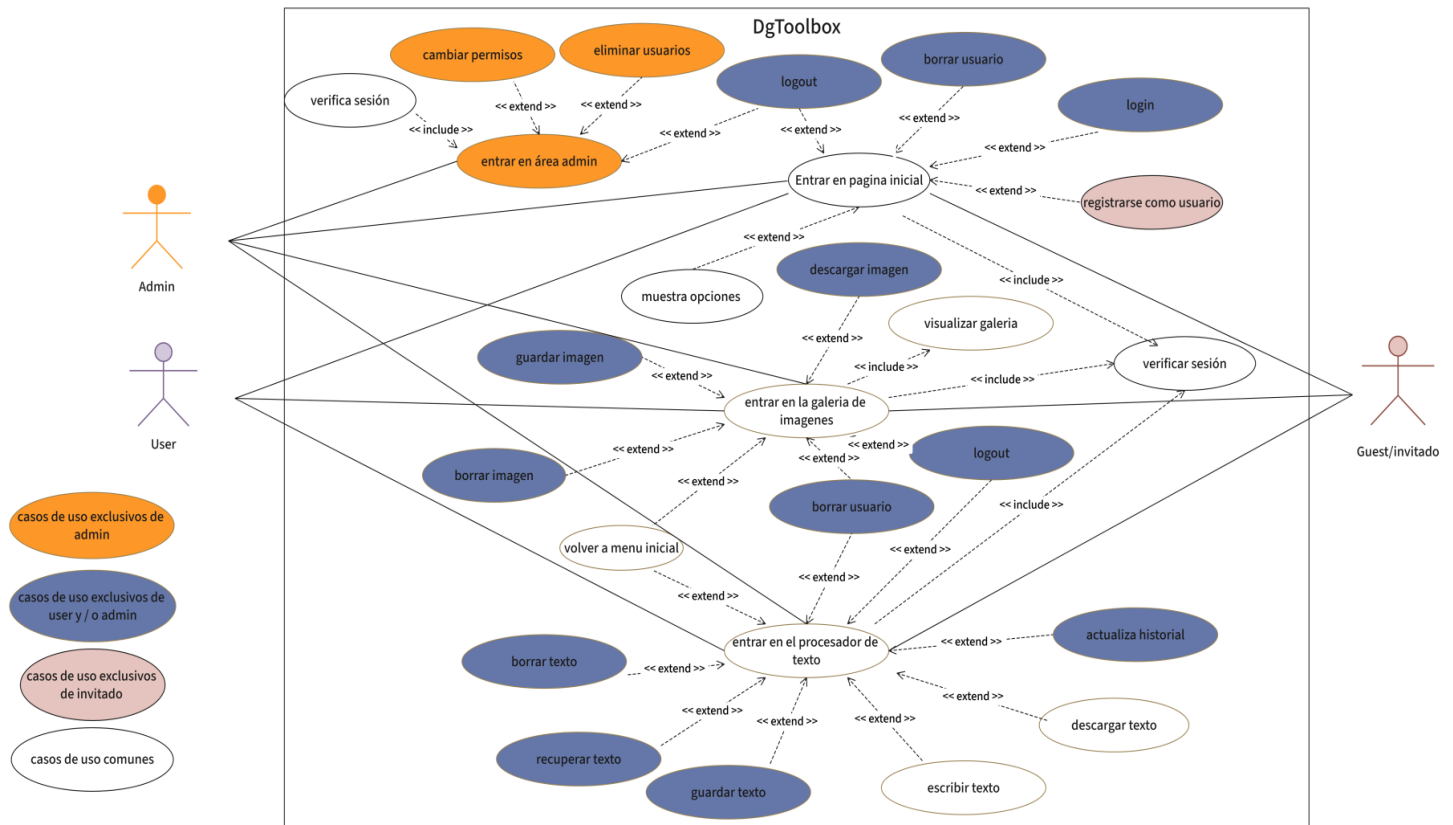 DgToolbox
cambiar permisos
eliminar usuarios
borrar usuario
logout
verifica sesión
login
<< extend >>
<< extend >>
<< extend >>
<< extend >>
<< include >>
<< extend >>
<< extend >>
entrar en área admin
Entrar en pagina inicial
<< extend >>
registrarse como usuario
<< extend >>
Admin
muestra opciones
descargar imagen
<< include >>
visualizar galeria
<< extend >>
guardar imagen
<< extend >>
<< include >>
<< include >>
verificar sesión
entrar en la galeria de
imagenes
User
Guest/invitado
<< extend >>
<< extend >>
<< extend >>
<< extend >>
logout
borrar imagen
borrar usuario
<< include >>
casos de uso exclusivos de
admin
volver a menu inicial
<< extend >>
<< extend >>
<< extend >>
casos de uso exclusivos de
user y / o admin
entrar en el procesador de
texto
<< extend >>
actualiza historial
borrar texto
<< extend >>
casos de uso exclusivos
de invitado
<< extend >>
<< extend >>
<< extend >>
<< extend >>
descargar texto
casos de uso comunes
recuperar texto
guardar texto
escribir texto